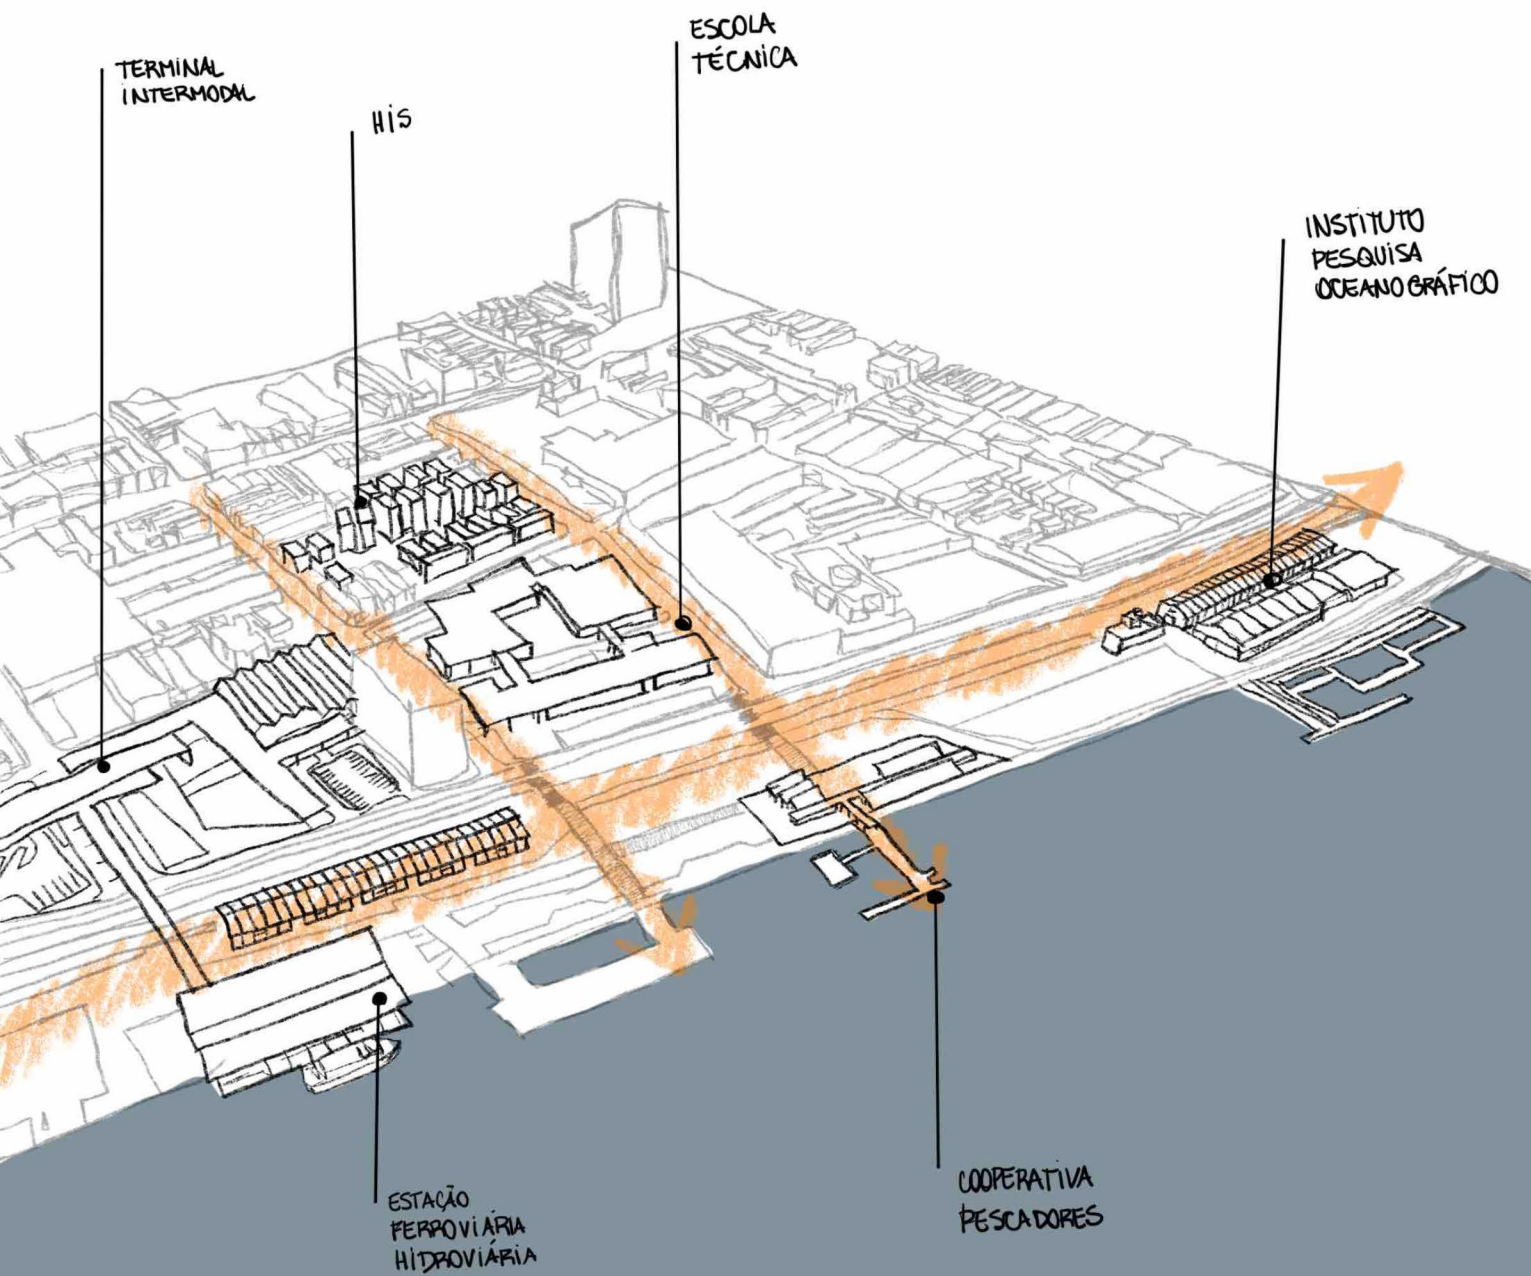 ESCOLA
TÉCNICA
TERMINAL
INTERMODAL
HIS
INSTITUTO
PESQUISA
OCEANOGRÁFICO
ESTAÇÃO
FERROVIÁRIA
HIDROVIÁRIA
COOPERATIVA
PESCADORES